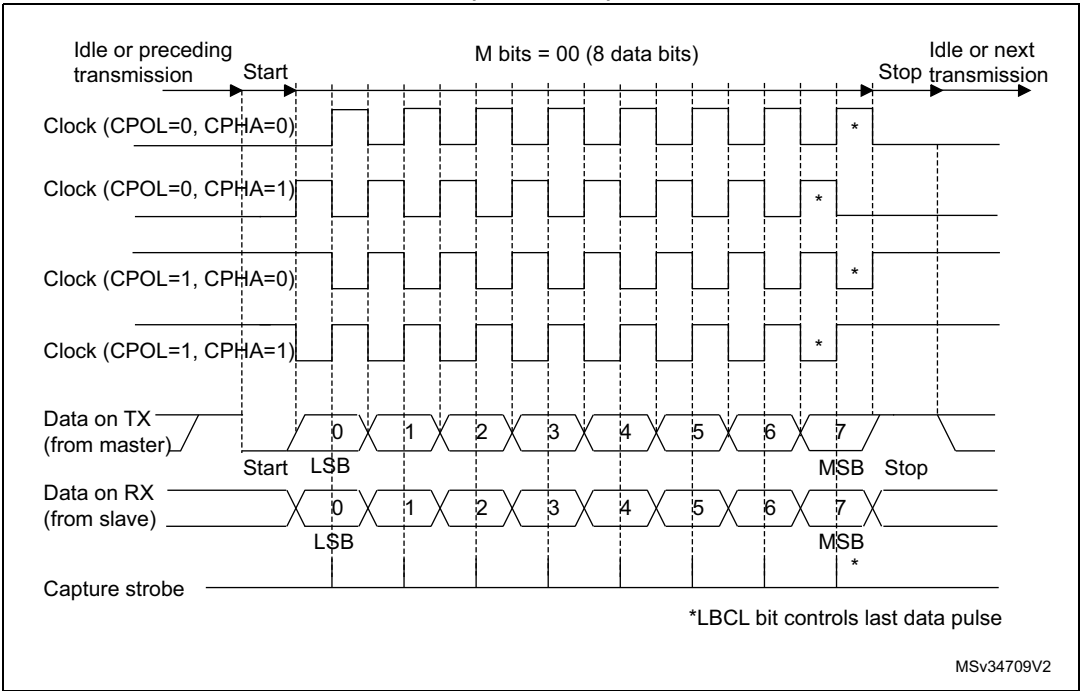 Idle or preceding
transmission
Start
M bits = 00 (8 data bits)
Stop
Idle or next
transmission
Clock (CPOL=0, CPHA=0)
*
Clock (CPOL=0, CPHA=1)
*
Clock (CPOL=1, CPHA=0)
*
Clock (CPOL=1, CPHA=1)
*
Data on TX
(from master)
0 1 2 3 4 5 6 7
Start LSB MSB Stop
Data on RX
(from slave)
0 1 2 3 4 5 6 7
LSB MSB
*
Capture strobe
*LBCL bit controls last data pulse
MSv34709V2